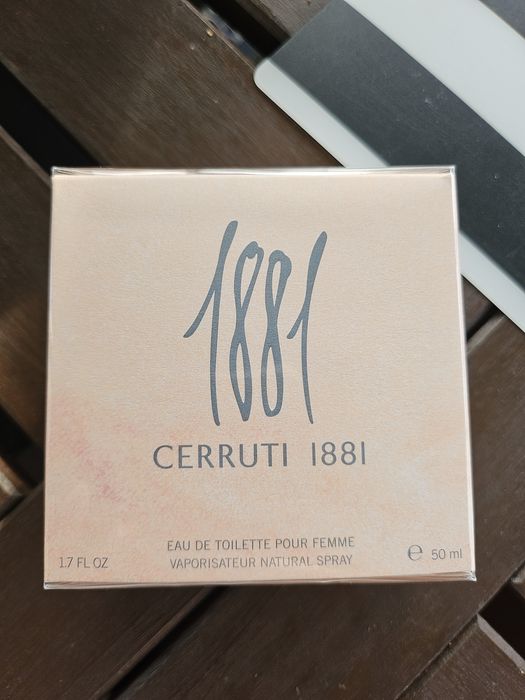 1881
CERRUTI 1881
EAU DE TOILETTE POUR FEMME
1.7 FL OZ VAPORISATEUR NATURAL SPRAY ℮ 50 ml